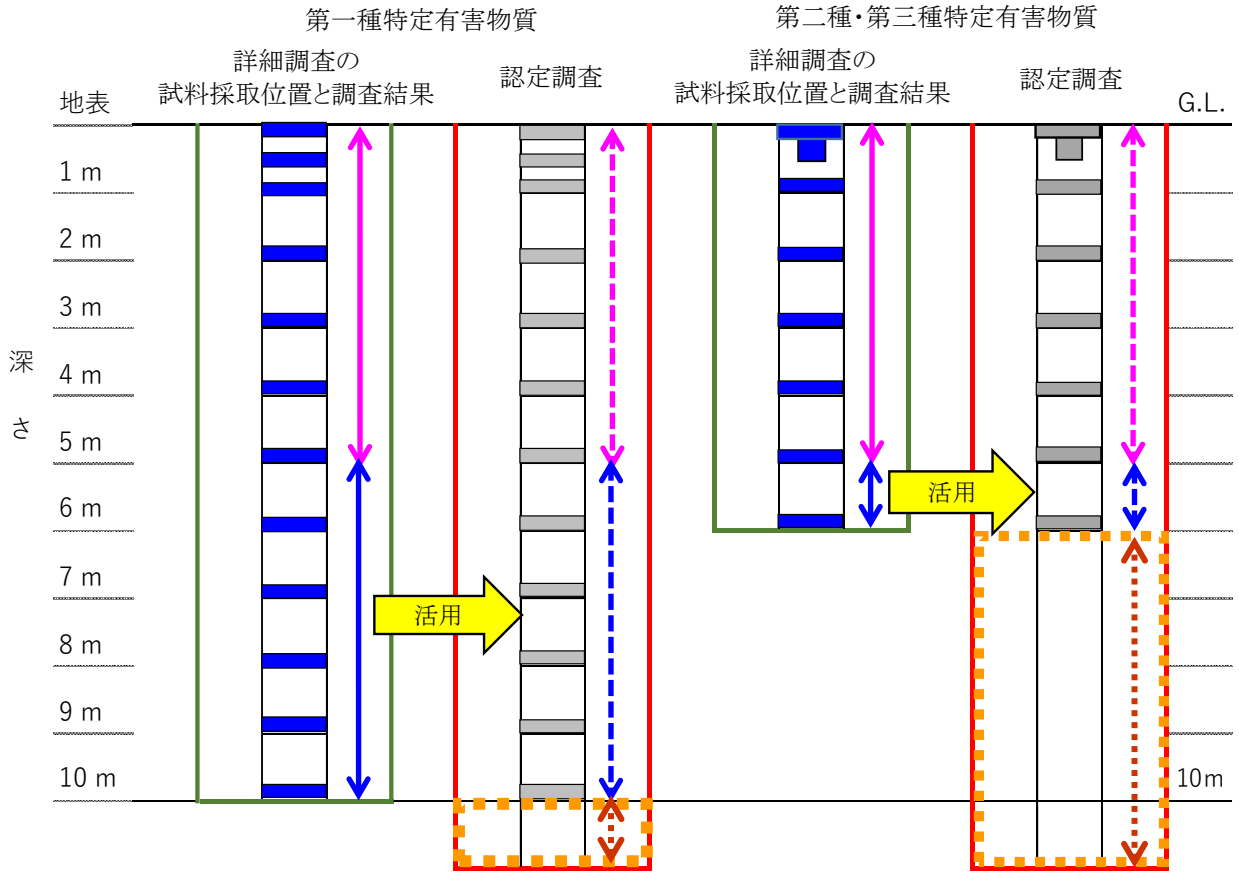 第一種特定有害物質
第二種・第三種特定有害物質
詳細調査の
試料採取位置と調査結果
認定調査
詳細調査の
試料採取位置と調査結果
認定調査
地表
G.L.
1 m
2 m
3 m
深
4 m
さ
5 m
6 m
活用
7 m
活用
8 m
9 m
10 m
10m